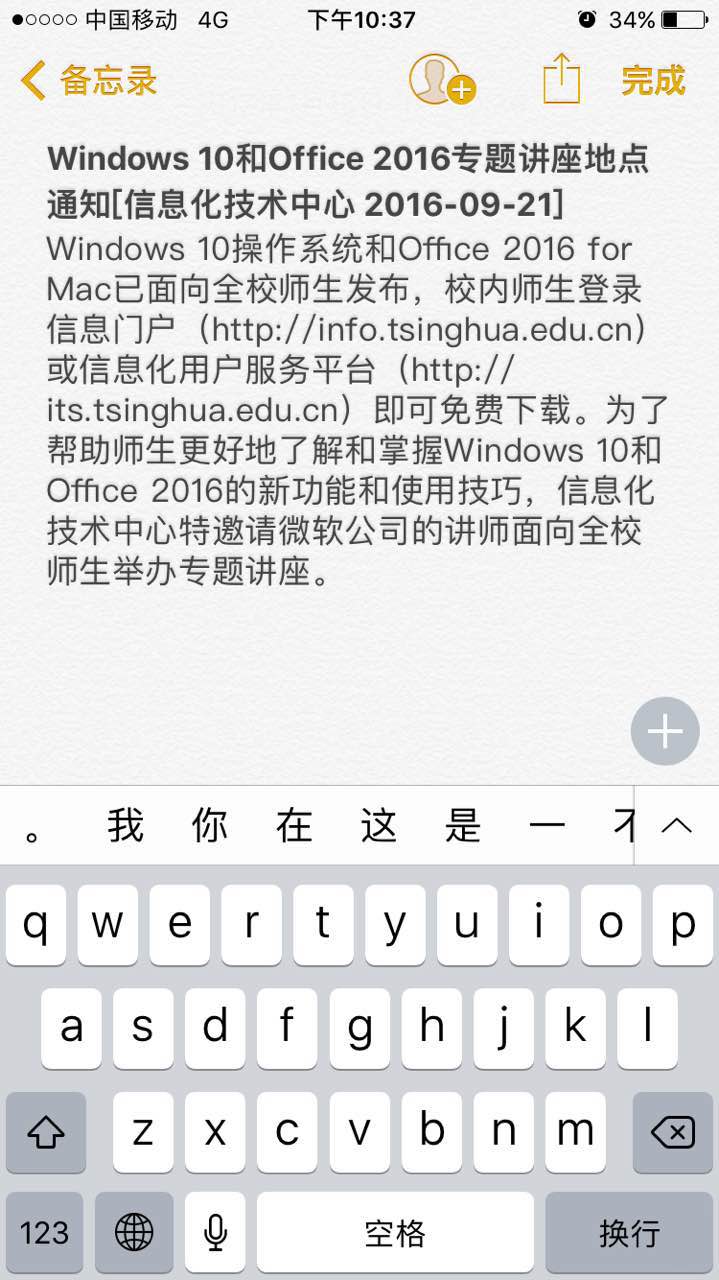 中国移动 4G 下午10:37 34%
备忘录 完成
Windows 10和Office 2016专题讲座地点
通知[信息化技术中心 2016-09-21]
Windows 10操作系统和Office 2016 for
Mac已面向全校师生发布，校内师生登录
信息门户（http://info.tsinghua.edu.cn）
或信息化用户服务平台（http://
its.tsinghua.edu.cn）即可免费下载。为了
帮助师生更好地了解和掌握Windows 10和
Office 2016的新功能和使用技巧，信息化
技术中心特邀请微软公司的讲师面向全校
师生举办专题讲座。
。 我 你 在 这 是 一 不
q w e r t y u i o p
a s d f g h j k l
z x c v b n m
123 空格 换行